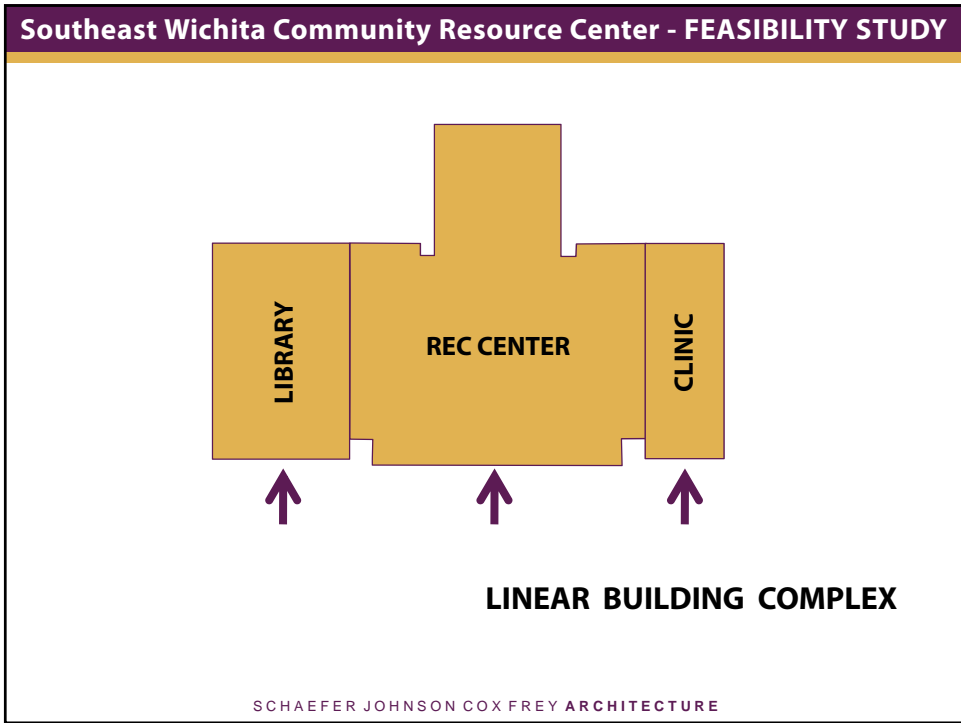 Southeast Wichita Community Resource Center - FEASIBILITY STUDY
LIBRARY
REC CENTER
CLINIC
LINEAR BUILDING COMPLEX
SCHAEFER JOHNSON COX FREY ARCHITECTURE